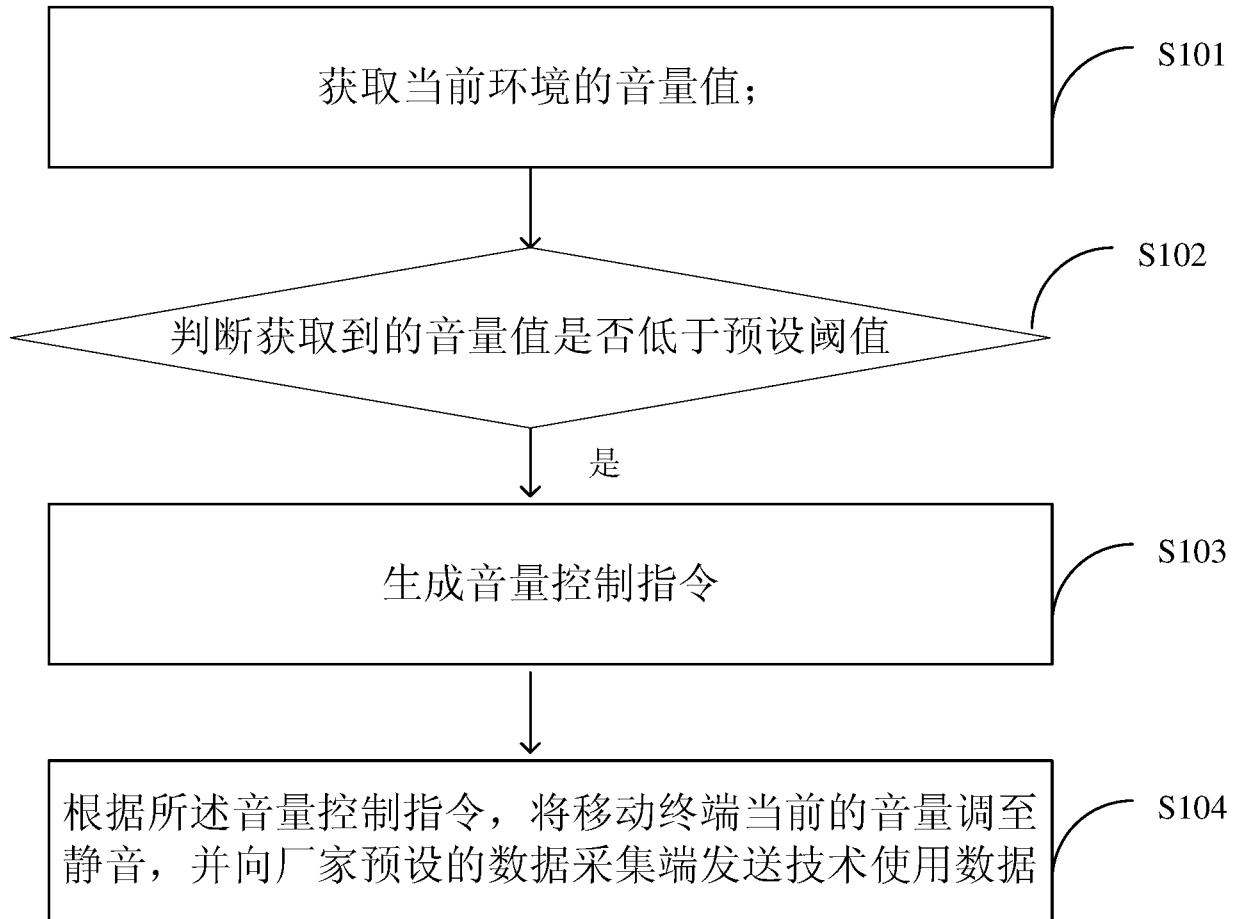 获取当前环境的音量值；
S101
判断获取到的音量值是否低于预设阈值
S102
是
生成音量控制指令
S103
根据所述音量控制指令，将移动终端当前的音量调至
静音，并向厂家预设的数据采集端发送技术使用数据
S104